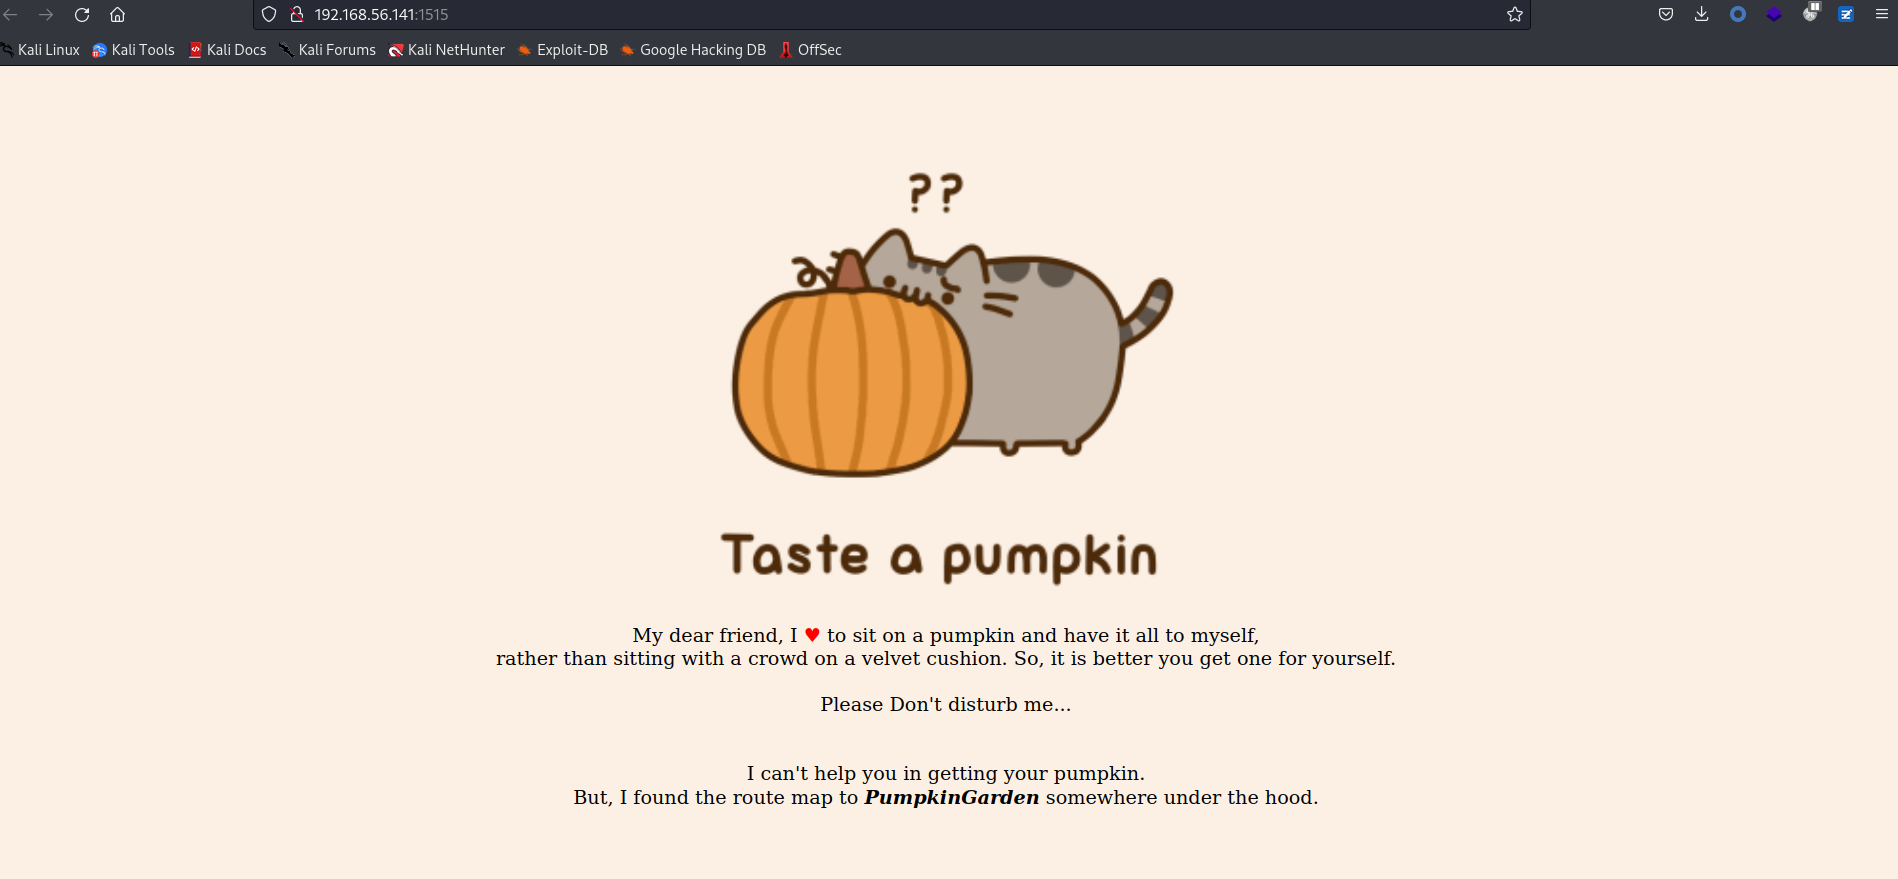 192.168.56.141:1515
Kali Linux Kali Tools Kali Docs Kali Forums Kali NetHunter Exploit-DB Google Hacking DB OffSec
??
Taste a pumpkin
My dear friend, I ♥ to sit on a pumpkin and have it all to myself,
rather than sitting with a crowd on a velvet cushion. So, it is better you get one for yourself.
Please Don't disturb me...
I can't help you in getting your pumpkin.
But, I found the route map to PumpkinGarden somewhere under the hood.